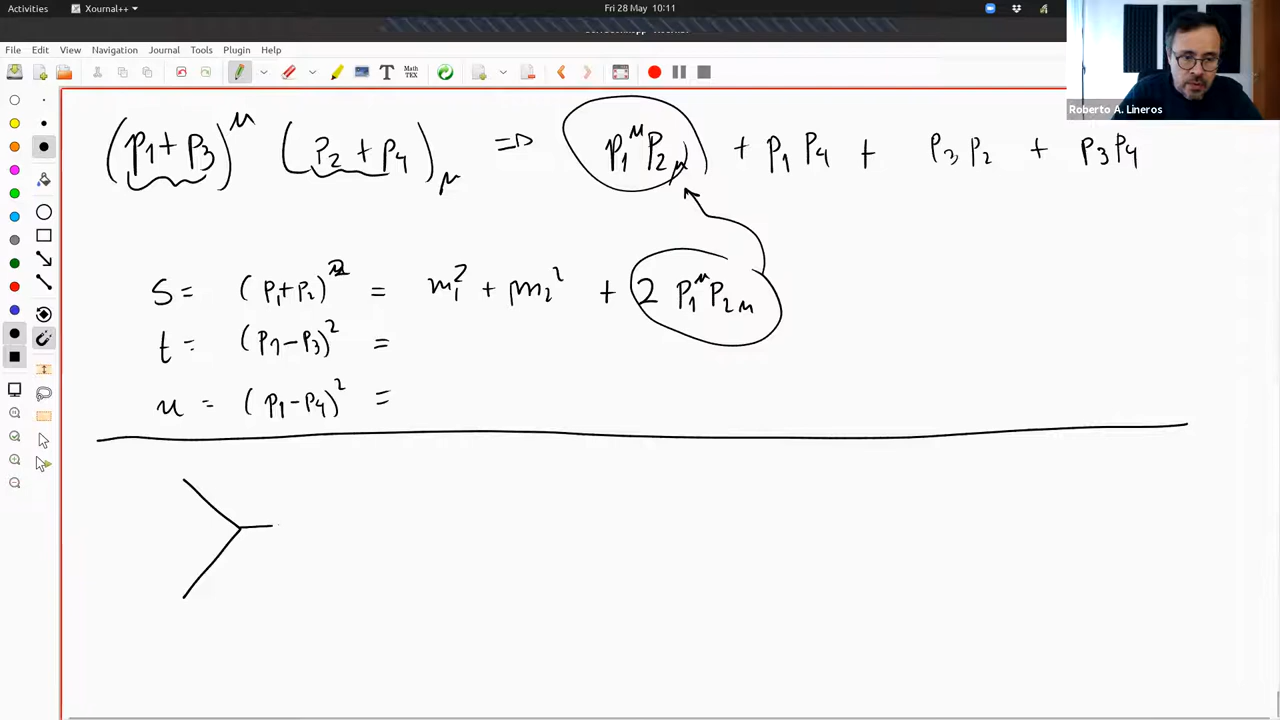 Activities Xournal++ Fri 28 May 10:11
File Edit View Navigation Journal Tools Plugin Help
Roberto A. Lineros
(p1+p3)^μ (p2+p4)_μ ⇒ p1^μ p2μ) + p1 p4 + p3 p2 + p3 p4
S= (p1+p2)^2 = m1^2 + m2^2 + 2 p1^μ p2μ
t = (p1-p3)^2 =
u = (p1-p4)^2 =